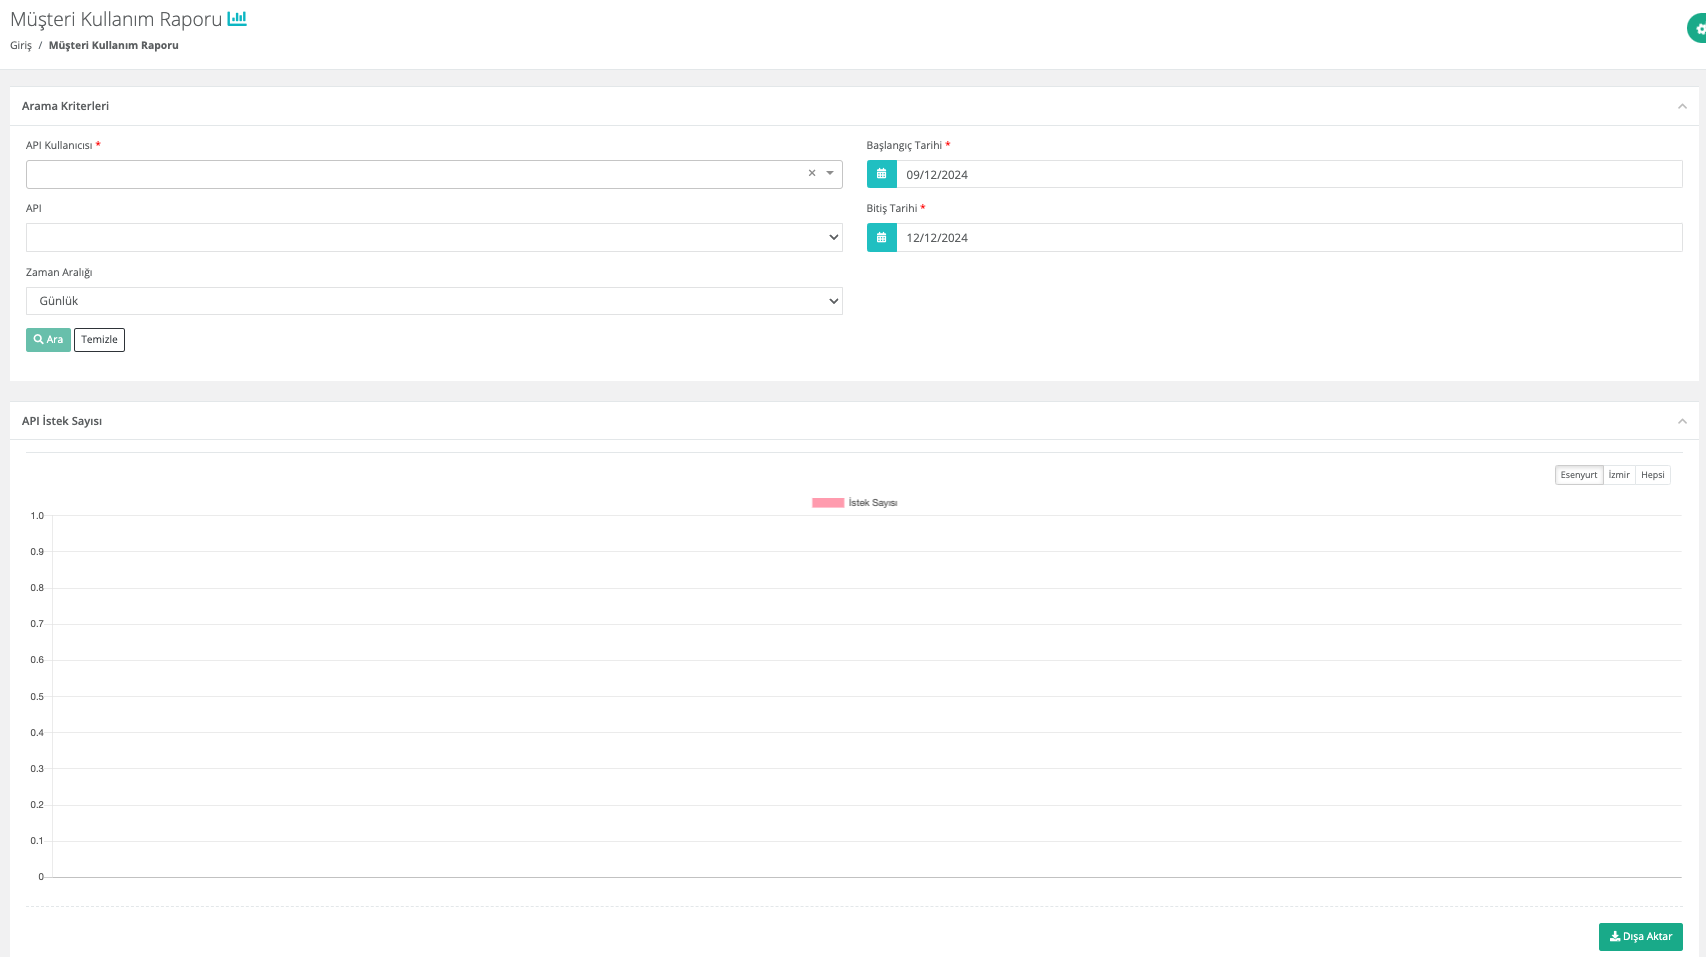 Müşteri Kullanım Raporu
Giriş / Müşteri Kullanım Raporu
Arama Kriterleri
API Kullanıcısı *
Başlangıç Tarihi *
09/12/2024
API
Bitiş Tarihi *
12/12/2024
Zaman Aralığı
Günlük
Ara Temizle
API İstek Sayısı
Esenyurt İzmir Hepsi
İstek Sayısı
1.0
0.9
0.8
0.7
0.6
0.5
0.4
0.3
0.2
0.1
0
Dışa Aktar